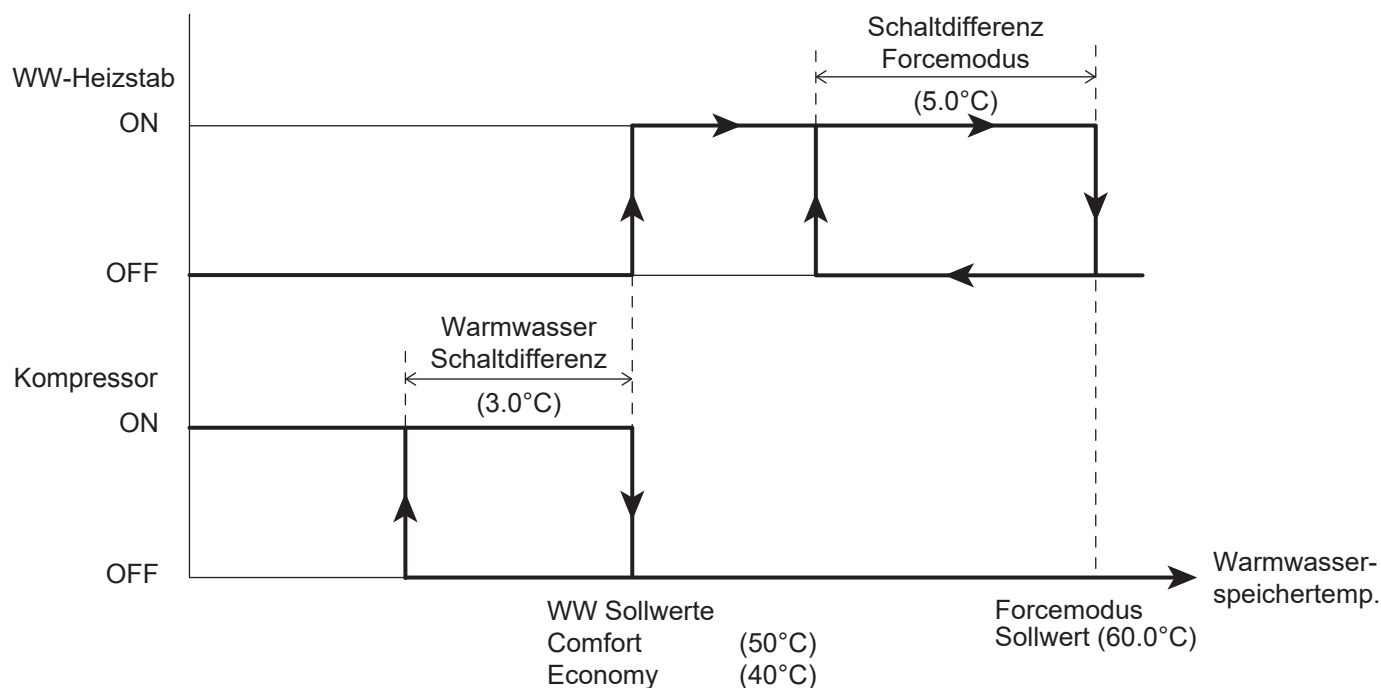 Schaltdifferenz
Forcemodus
(5.0°C)
WW-Heizstab
ON
OFF
Warmwasser
Schaltdifferenz
(3.0°C)
Kompressor
ON
OFF
Warmwasser-
speichertemp.
WW Sollwerte
Comfort (50°C)
Economy (40°C)
Forcemodus
Sollwert (60.0°C)